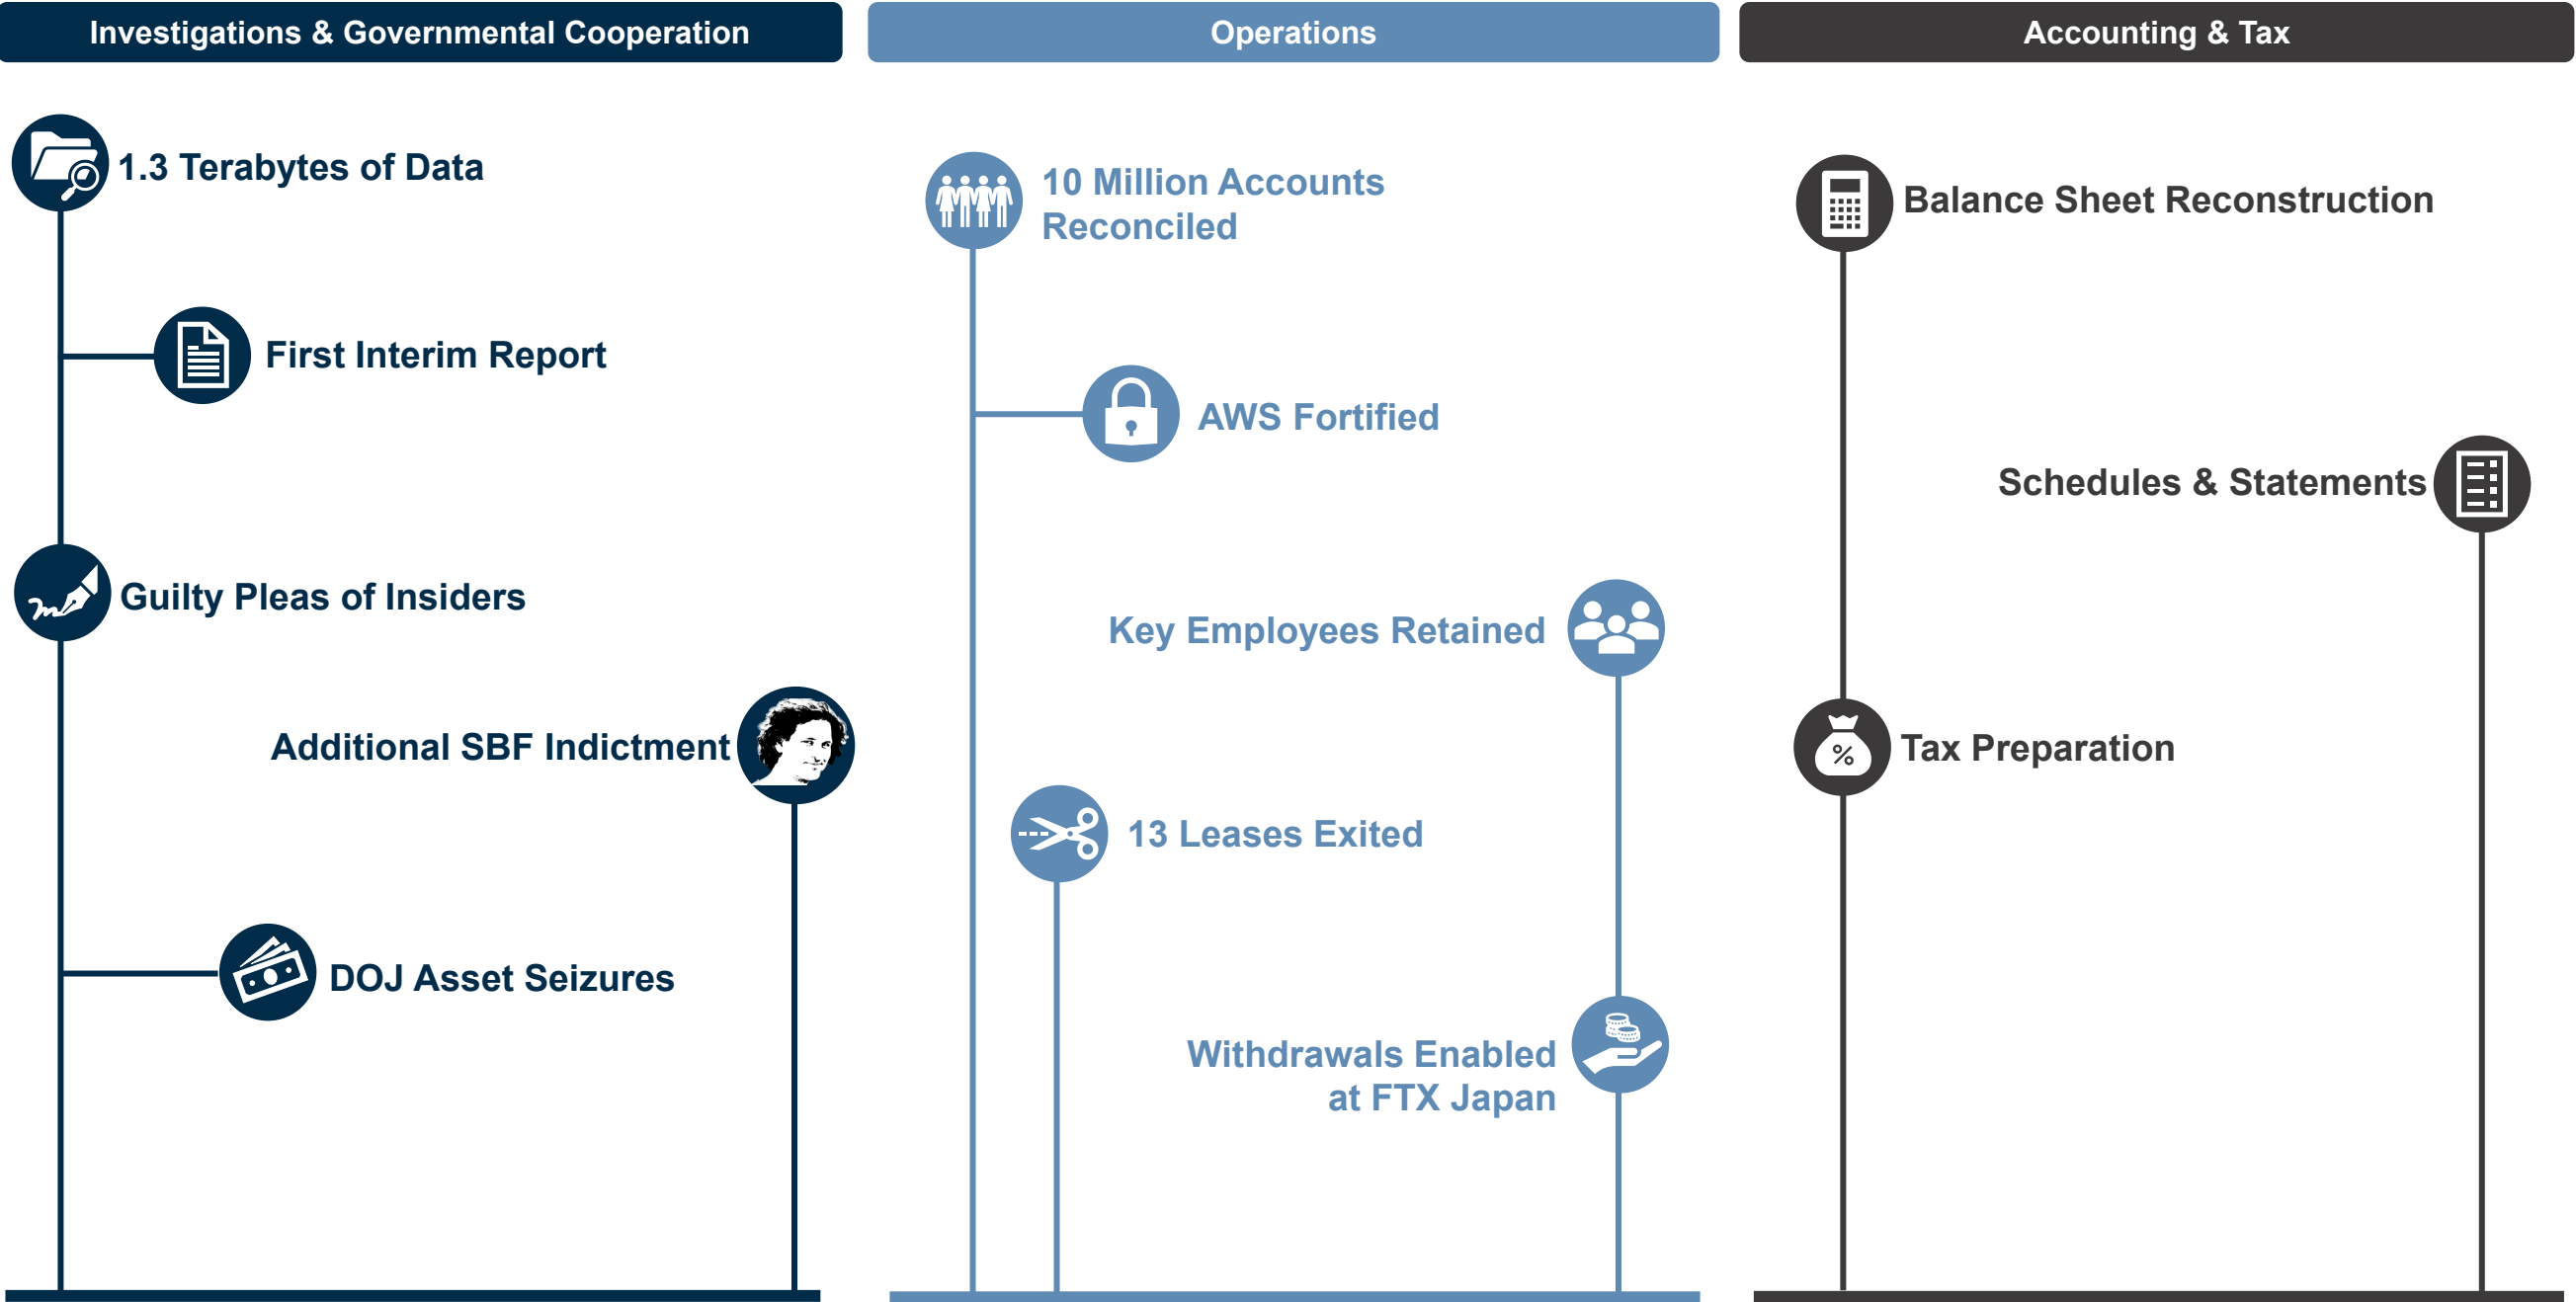 Investigations & Governmental Cooperation
1.3 Terabytes of Data
First Interim Report
Guilty Pleas of Insiders
Additional SBF Indictment
DOJ Asset Seizures
Operations
10 Million Accounts
Reconciled
AWS Fortified
Key Employees Retained
13 Leases Exited
Withdrawals Enabled
at FTX Japan
Accounting & Tax
Balance Sheet Reconstruction
Schedules & Statements
%
Tax Preparation